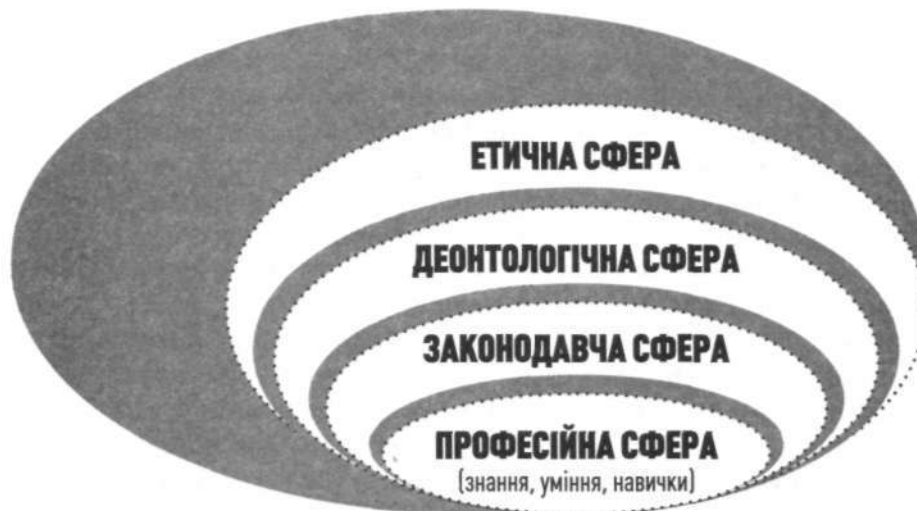 ЕТИЧНА СФЕРА
ДЕОНТОЛОГІЧНА СФЕРА
ЗАКОНОДАВЧА СФЕРА
ПРОФЕСІЙНА СФЕРА
(знання, уміння, навички)